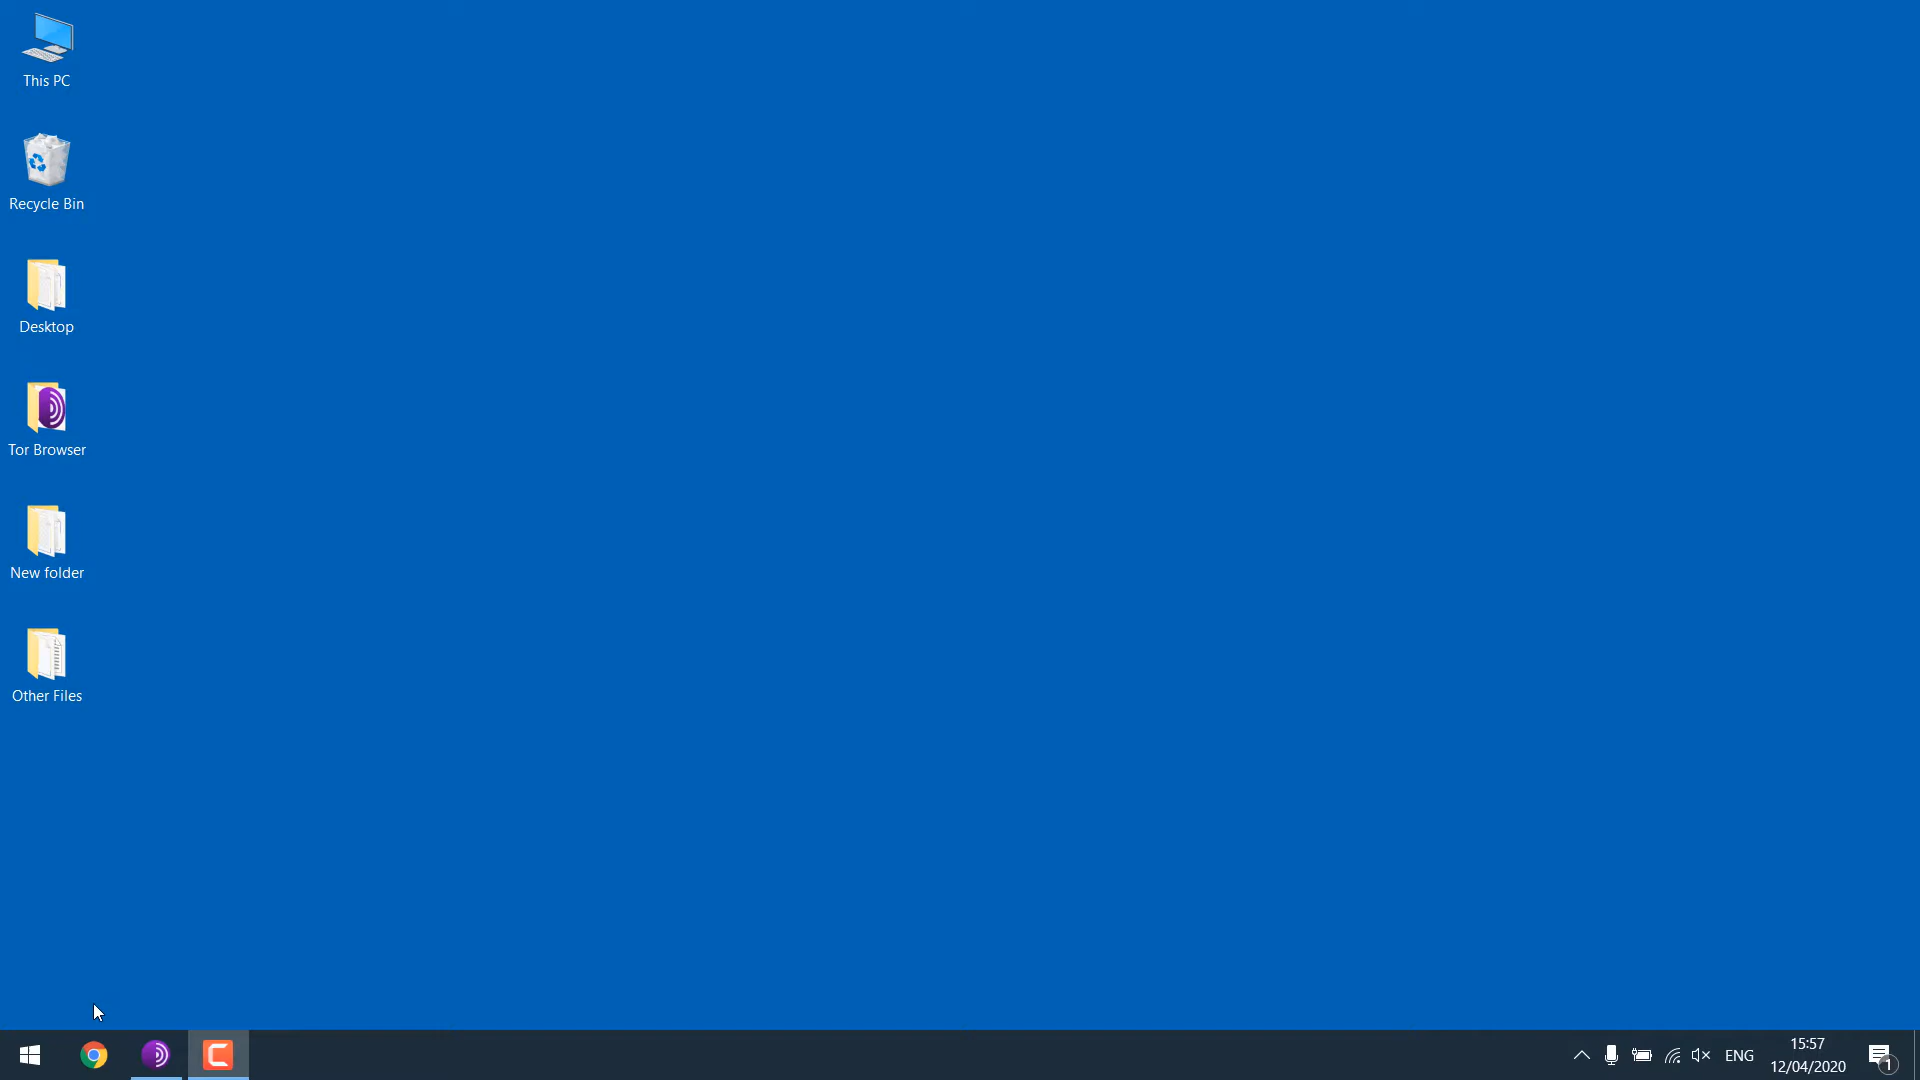 This PC
Recycle Bin
Desktop
Tor Browser
New folder
Other Files
ENG
15:57
12/04/2020
1